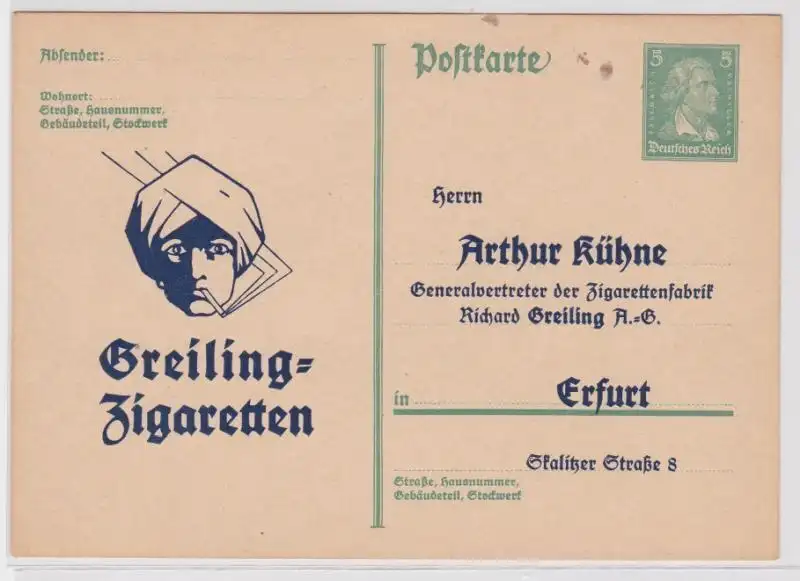 Absender:
Wohnort:
Straße, Hausnummer,
Gebäudeteil, Stockwerk
Greiling-
Zigaretten
Postkarte
5 5
Deutsches Reich
Herrn
Arthur Kühne
Generalvertreter der Zigarettenfabrik
Richard Greiling A.-G.
in Erfurt
Skalitzer Straße 8
Straße, Hausnummer,
Gebäudeteil, Stockwerk